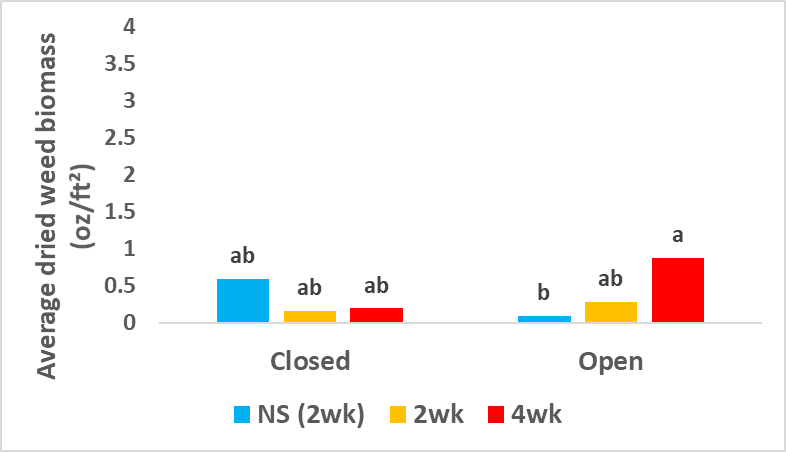 Average dried weed biomass
(oz/ft²)
4
3.5
3
2.5
2
1.5
1
0.5
0
ab
ab
ab
b
ab
a
Closed
Open
NS (2wk)
2wk
4wk